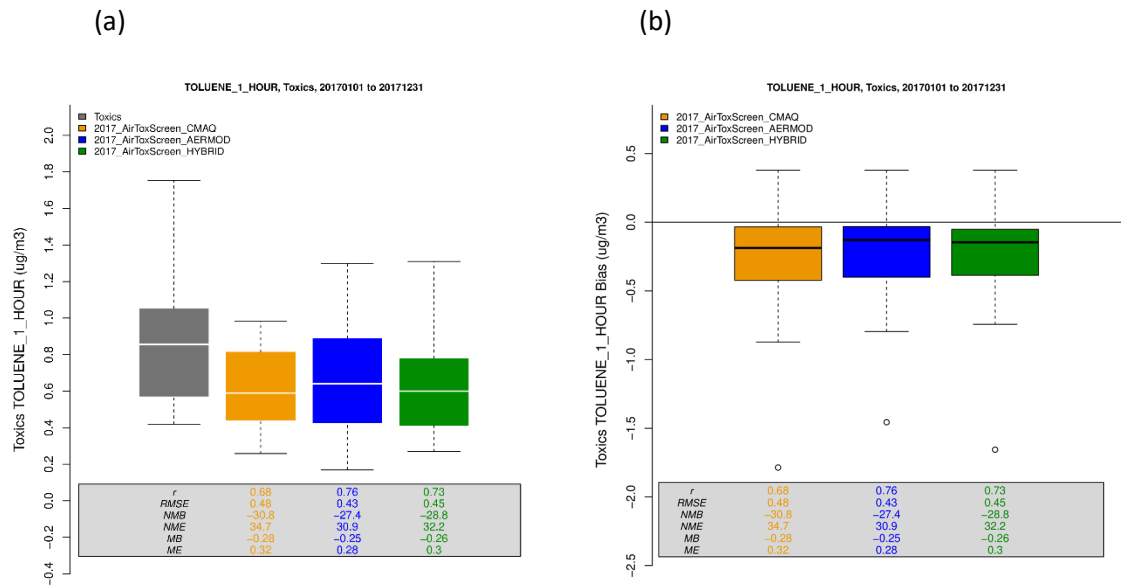 (a)
TOLUENE_1_HOUR, Toxics, 20170101 to 20171231
Toxics
2017_AirToxScreen_CMAQ
2017_AirToxScreen_AERMOD
2017_AirToxScreen_HYBRID
Toxics TOLUENE_1_HOUR (ug/m3)
2.0
1.8
1.6
1.4
1.2
1.0
0.8
0.6
0.4
0.2
0.0
−0.2
−0.4
r 0.68 0.76 0.73
RMSE 0.48 0.43 0.45
NMB −30.8 −27.4 −28.8
NME 34.7 30.9 32.2
MB −0.28 −0.25 −0.26
ME 0.32 0.28 0.3
(b)
TOLUENE_1_HOUR, Toxics, 20170101 to 20171231
2017_AirToxScreen_CMAQ
2017_AirToxScreen_AERMOD
2017_AirToxScreen_HYBRID
Toxics TOLUENE_1_HOUR Bias (ug/m3)
0.5
0.0
−0.5
−1.0
−1.5
−2.0
−2.5
r 0.68 0.76 0.73
RMSE 0.48 0.43 0.45
NMB −30.8 −27.4 −28.8
NME 34.7 30.9 32.2
MB −0.28 −0.25 −0.26
ME 0.32 0.28 0.3